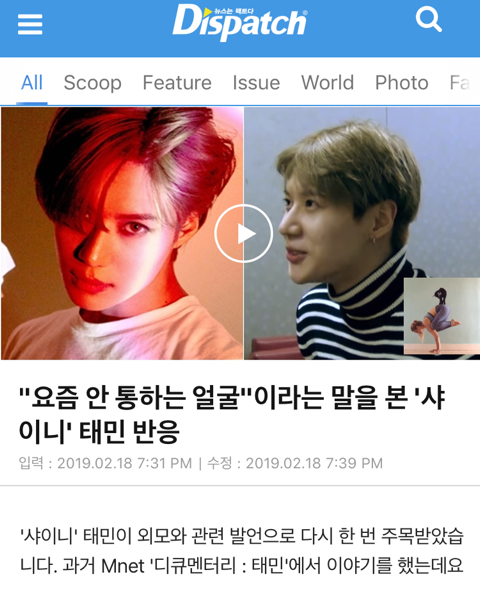 뉴스는 팩트다
Dispatch
All Scoop Feature Issue World Photo Fa
"요즘 안 통하는 얼굴"이라는 말을 본 '샤
이니' 태민 반응
입력 : 2019.02.18 7:31 PM | 수정 : 2019.02.18 7:39 PM
'샤이니' 태민이 외모와 관련 발언으로 다시 한 번 주목받았습
니다. 과거 Mnet '디큐멘터리 : 태민'에서 이야기를 했는데요